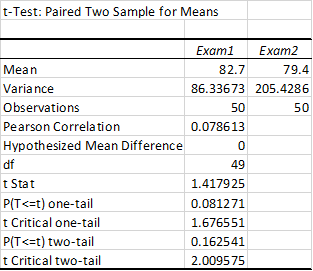 t-Test: Paired Two Sample for Means
Exam1 Exam2
Mean 82.7 79.4
Variance 86.33673 205.4286
Observations 50 50
Pearson Correlation 0.078613
Hypothesized Mean Difference 0
df 49
t Stat 1.417925
P(T<=t) one-tail 0.081271
t Critical one-tail 1.676551
P(T<=t) two-tail 0.162541
t Critical two-tail 2.009575